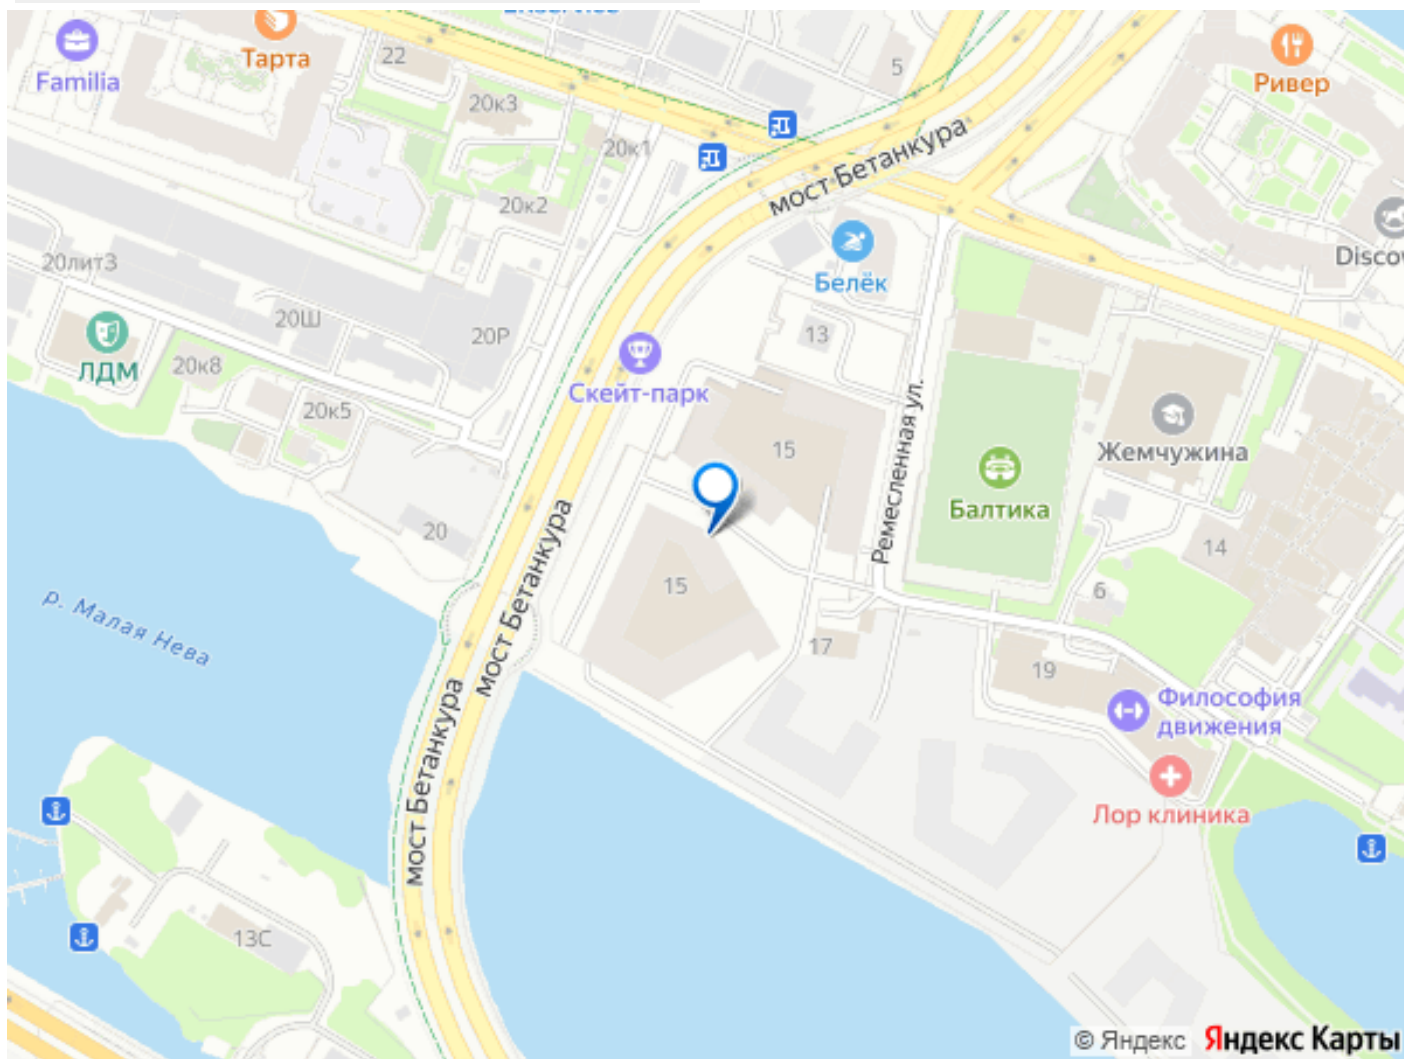 Familia
Тарта
22
20к3
5
Ривер
20к1
мост Бетанкура
20к2
20лит3
Белёк
20Ш
20Р
13
ЛДМ
20к8
Скейт-парк
20к5
15
Ремесленная ул.
Жемчужина
Балтика
20
мост Бетанкура
14
15
6
р. Малая Нева
17
19
Философия
движения
мост Бетанкура
Лор клиника
13С
© Яндекс Яндекс Карты